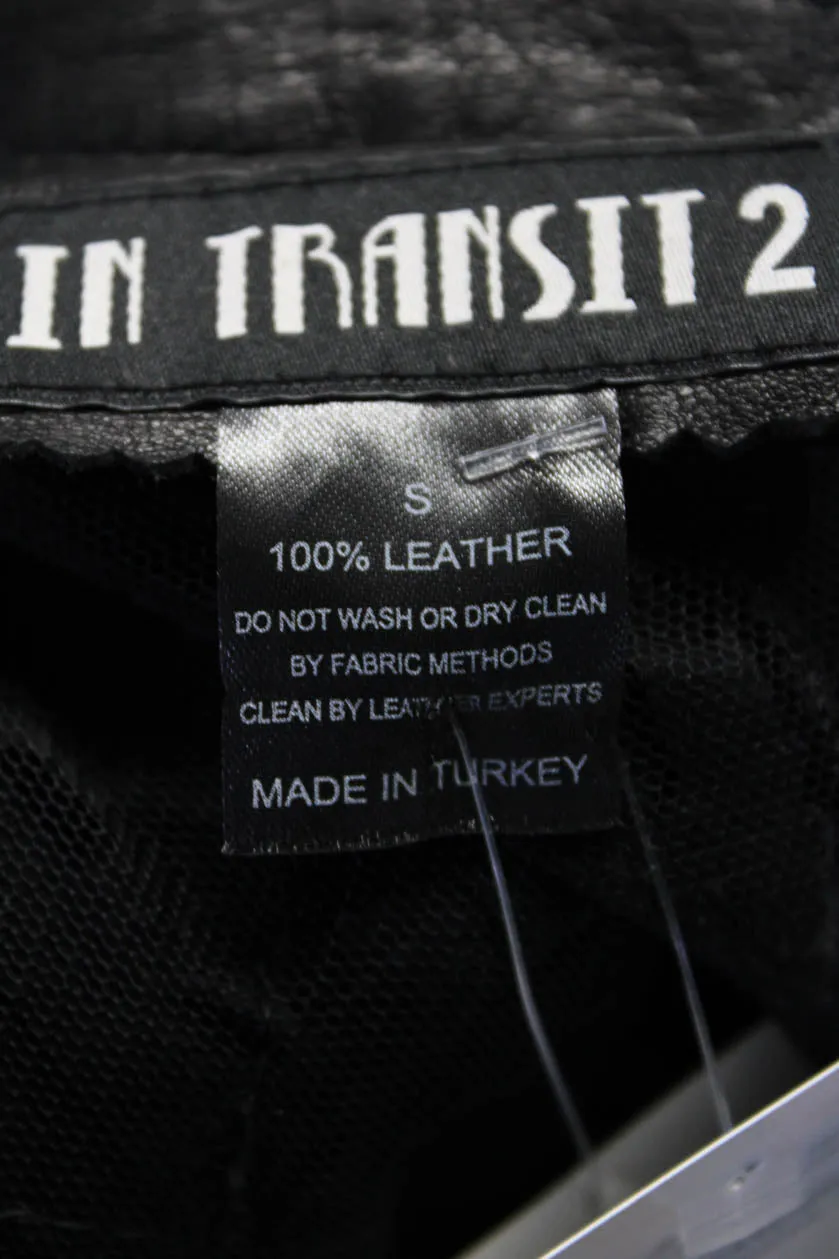 IN TRANSIT 2
S
100% LEATHER
DO NOT WASH OR DRY CLEAN
BY FABRIC METHODS
CLEAN BY LEATHER EXPERTS
MADE IN TURKEY